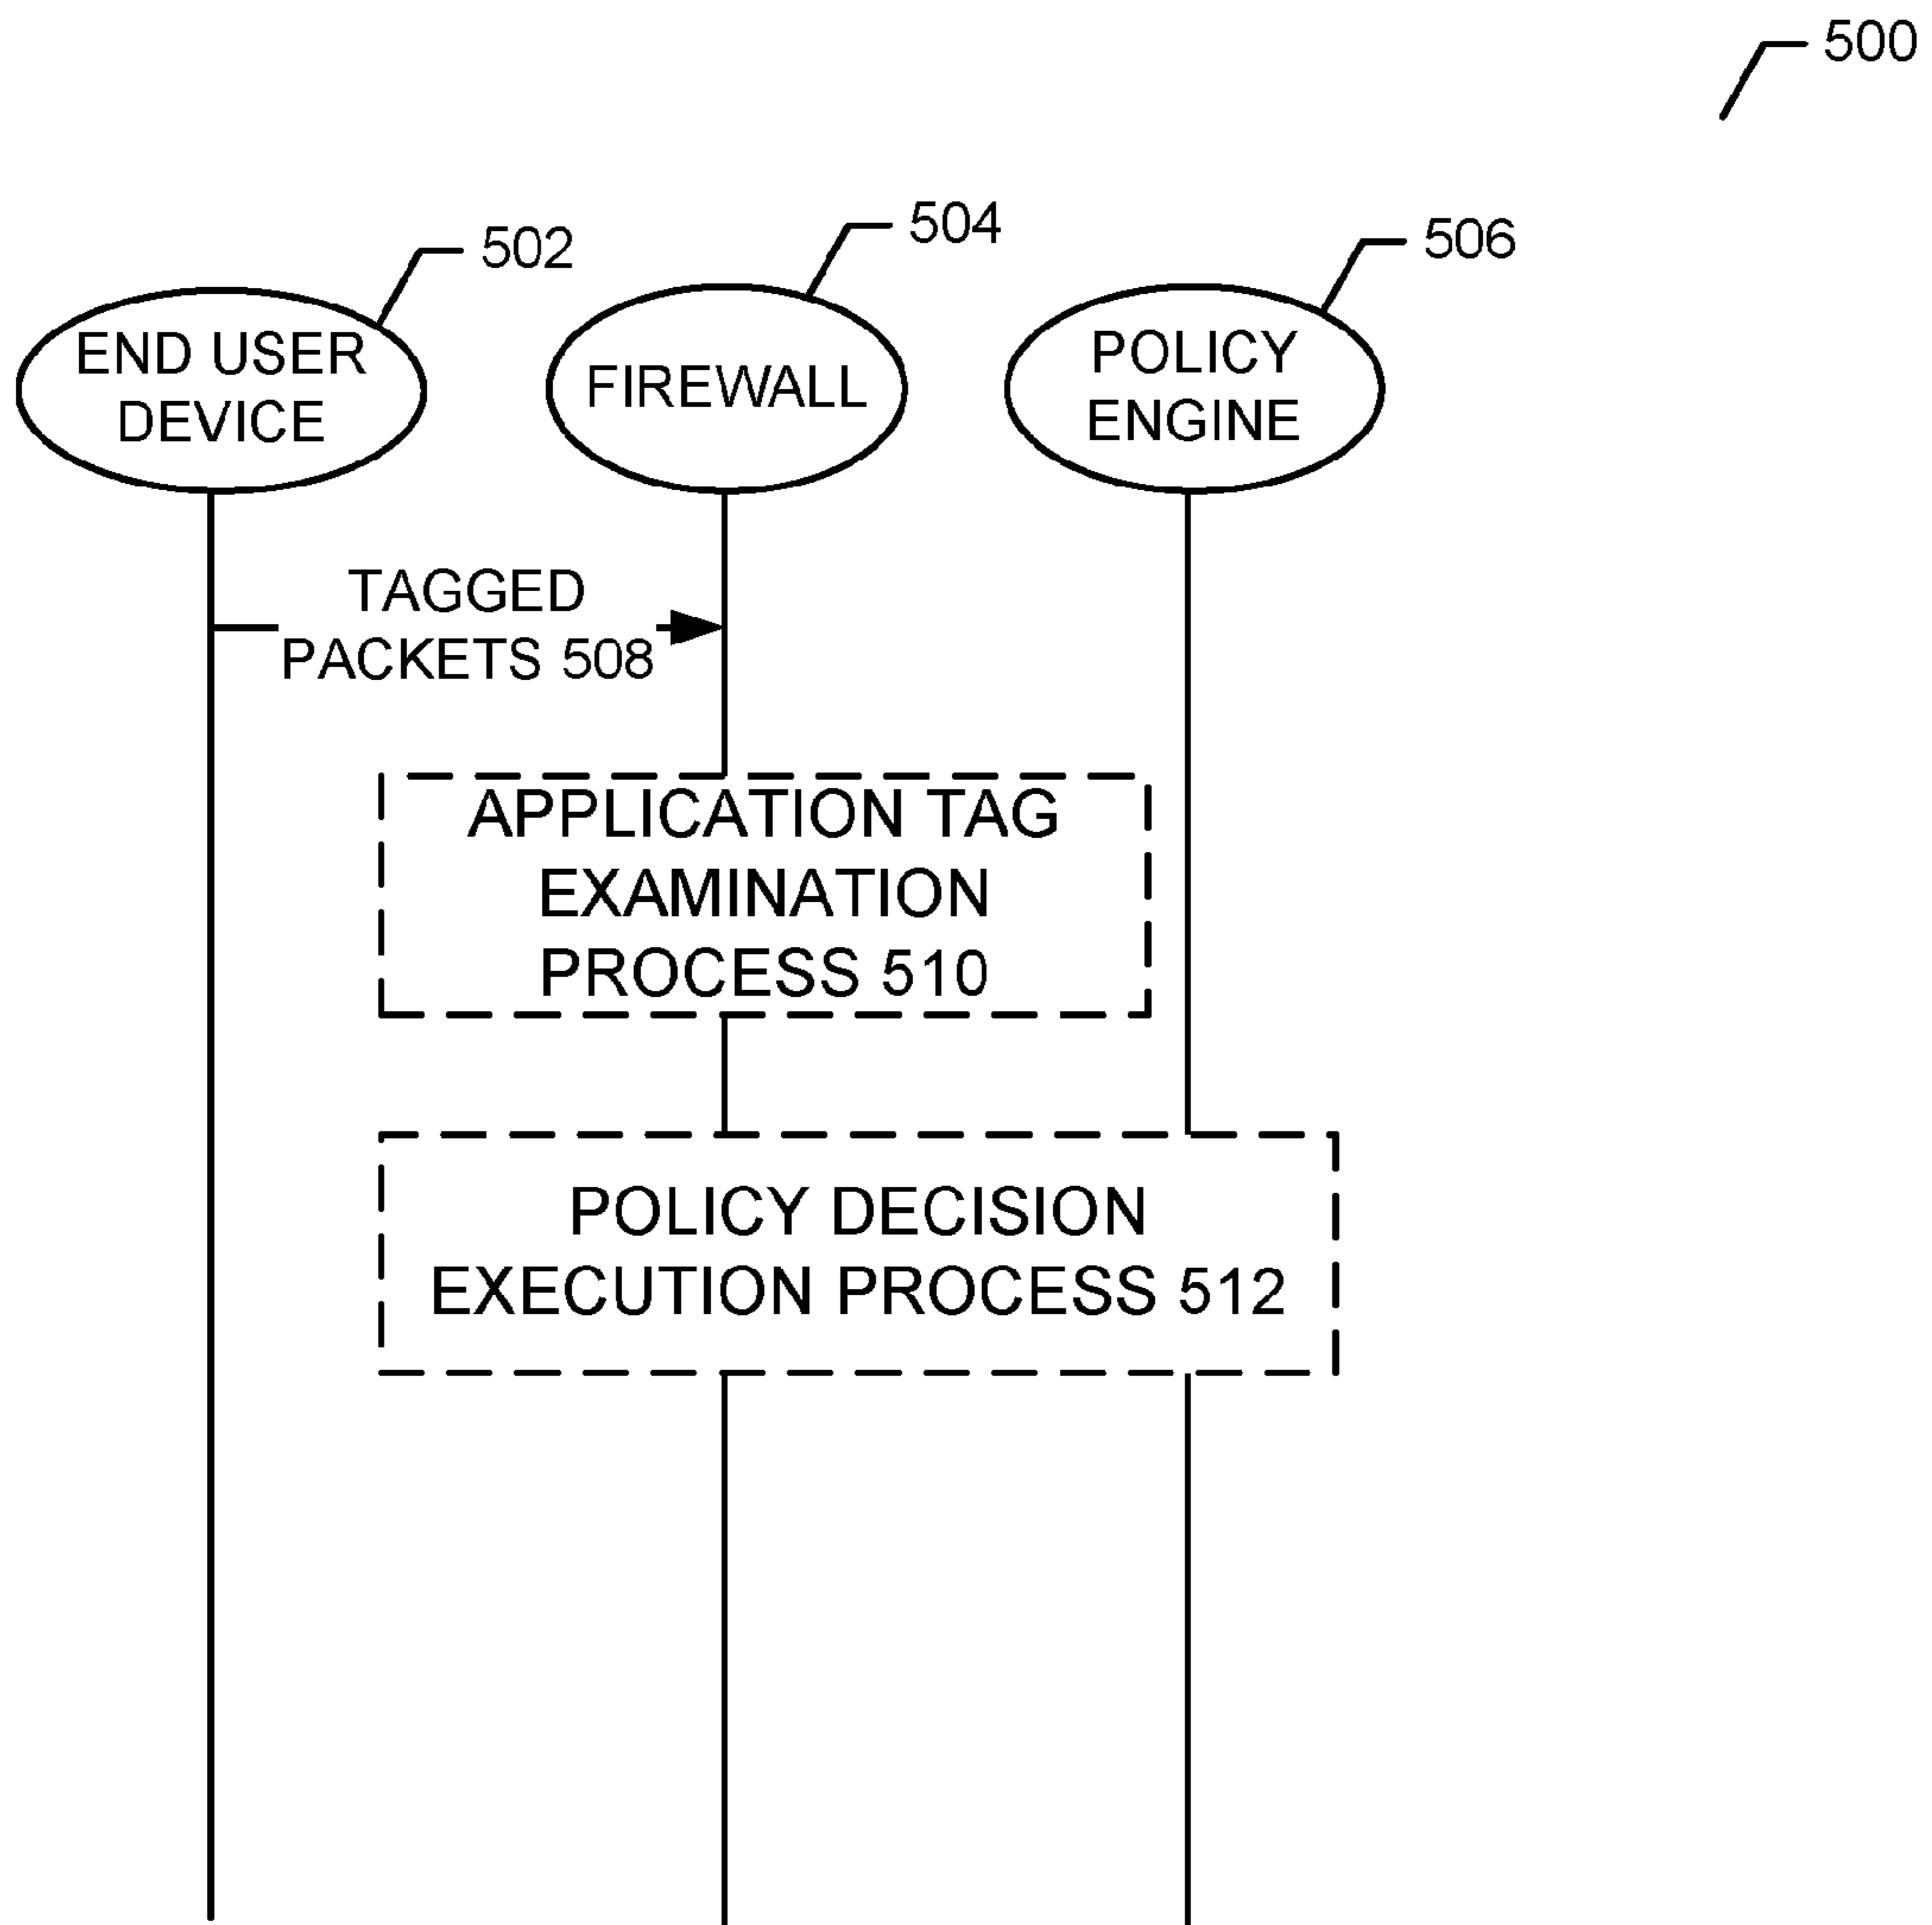 500
502
504
506
END USER
DEVICE
FIREWALL
POLICY
ENGINE
TAGGED
PACKETS 508
APPLICATION TAG
EXAMINATION
PROCESS 510
POLICY DECISION
EXECUTION PROCESS 512